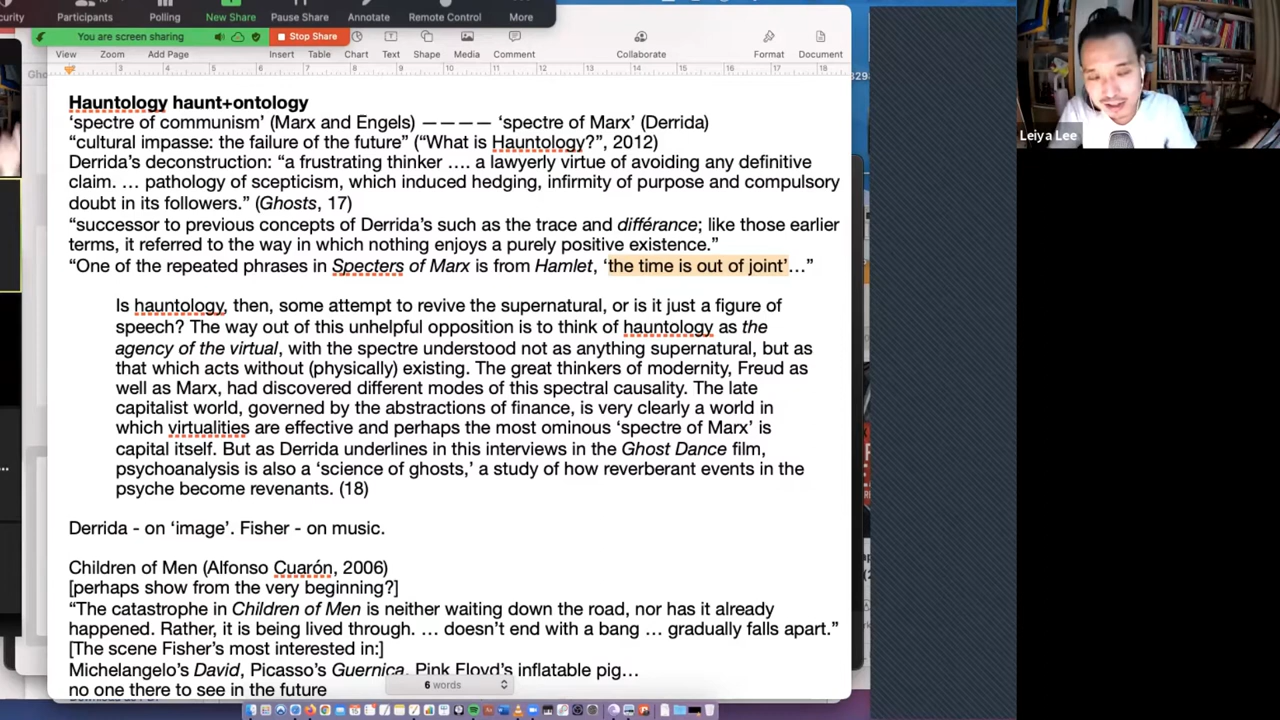 Participants
Polling
New Share
Pause Share
Annotate
Remote Control
More
You are screen sharing
Stop Share
View
Zoom
Add Page
Insert
Table
Chart
Text
Shape
Media
Comment
Collaborate
Format
Document
2 3 4 5 6 7 8 9 10 11 12 13 14 15 16 17 18
Leiya Lee
Hauntology haunt+ontology
‘spectre of communism’ (Marx and Engels) ———— ‘spectre of Marx’ (Derrida)
“cultural impasse: the failure of the future” (“What is Hauntology?”, 2012)
Derrida’s deconstruction: “a frustrating thinker …. a lawyerly virtue of avoiding any definitive
claim. … pathology of scepticism, which induced hedging, infirmity of purpose and compulsory
doubt in its followers.” (Ghosts, 17)
“successor to previous concepts of Derrida’s such as the trace and différance; like those earlier
terms, it referred to the way in which nothing enjoys a purely positive existence.”
“One of the repeated phrases in Specters of Marx is from Hamlet, ‘the time is out of joint’…”
Is hauntology, then, some attempt to revive the supernatural, or is it just a figure of
speech? The way out of this unhelpful opposition is to think of hauntology as the
agency of the virtual, with the spectre understood not as anything supernatural, but as
that which acts without (physically) existing. The great thinkers of modernity, Freud as
well as Marx, had discovered different modes of this spectral causality. The late
capitalist world, governed by the abstractions of finance, is very clearly a world in
which virtualities are effective and perhaps the most ominous ‘spectre of Marx’ is
capital itself. But as Derrida underlines in this interviews in the Ghost Dance film,
psychoanalysis is also a ‘science of ghosts,’ a study of how reverberant events in the
psyche become revenants. (18)
Derrida - on ‘image’. Fisher - on music.
Children of Men (Alfonso Cuarón, 2006)
[perhaps show from the very beginning?]
“The catastrophe in Children of Men is neither waiting down the road, nor has it already
happened. Rather, it is being lived through. … doesn’t end with a bang … gradually falls apart.”
[The scene Fisher’s most interested in:]
Michelangelo’s David, Picasso’s Guernica, Pink Floyd’s inflatable pig…
no one there to see in the future
6 words